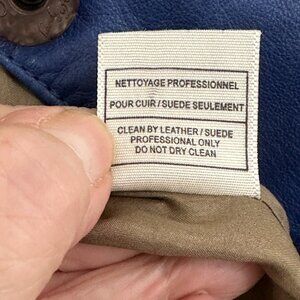 NETTOYAGE PROFESSIONNEL
POUR CUIR / SUEDE SEULEMENT
CLEAN BY LEATHER / SUEDE
PROFESSIONAL ONLY
DO NOT DRY CLEAN